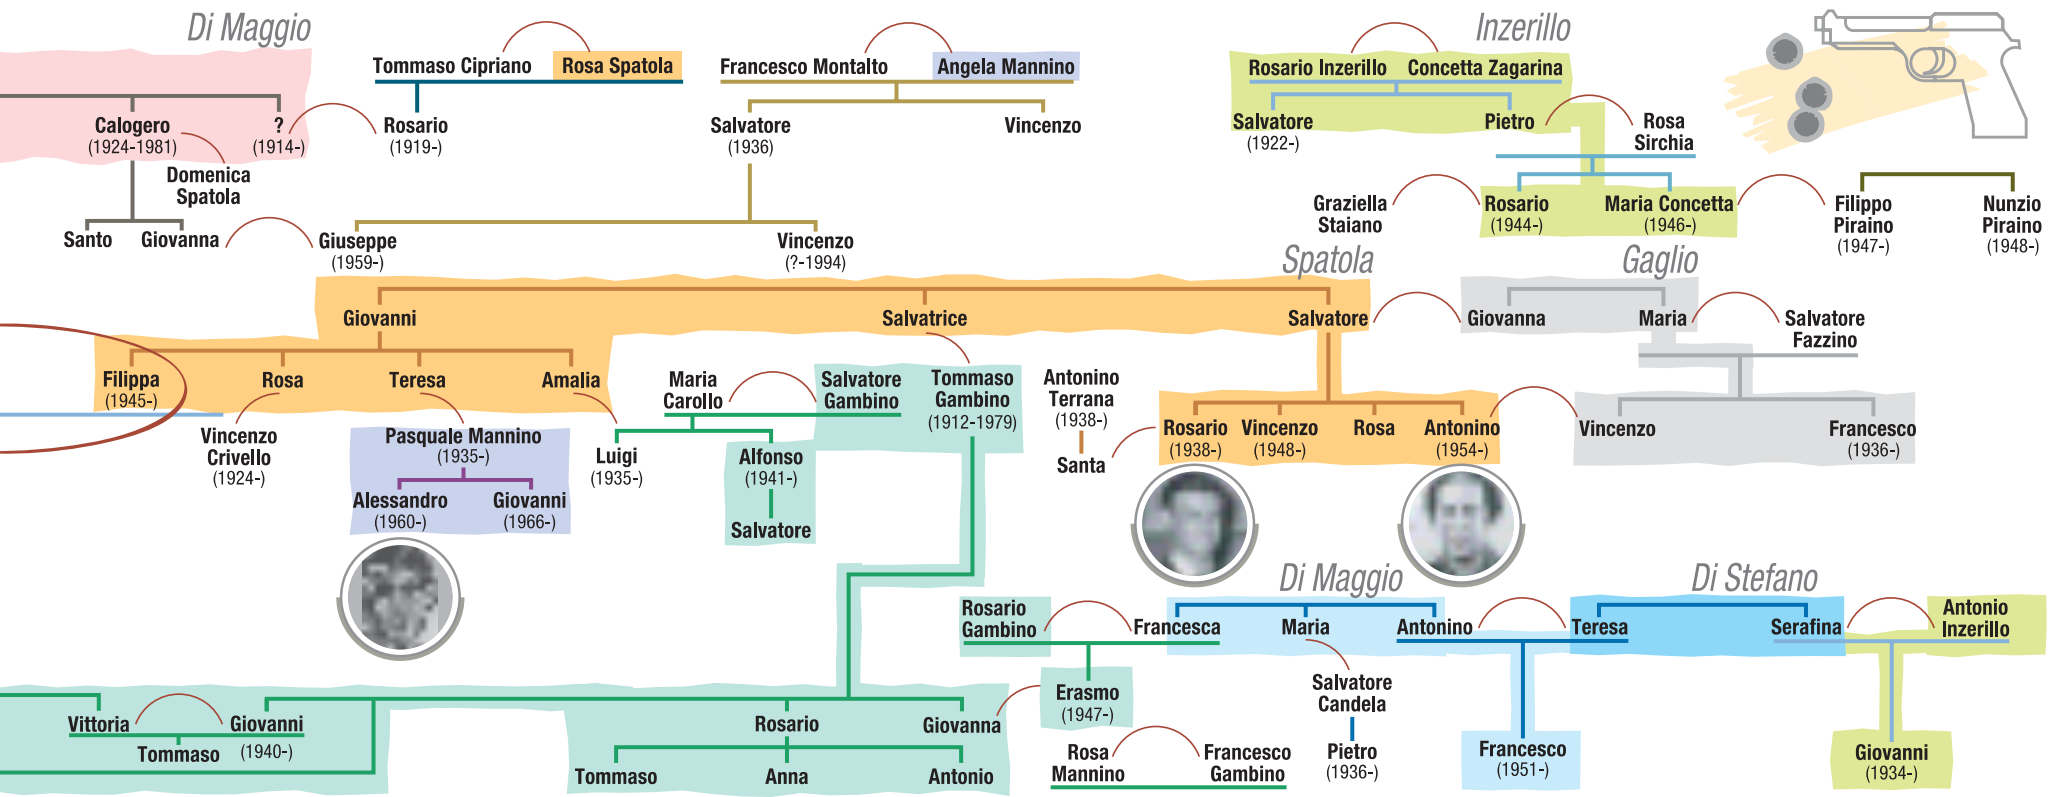 Di Maggio
Inzerillo
Tommaso Cipriano
Rosa Spatola
Francesco Montalto
Angela Mannino
Rosario Inzerillo
Concetta Zagarina
Calogero
(1924-1981)
?
(1914-)
Rosario
(1919-)
Salvatore
(1936)
Vincenzo
Salvatore
(1922-)
Pietro
Rosa
Sirchia
Domenica
Spatola
Graziella
Staiano
Rosario
(1944-)
Maria Concetta
(1946-)
Filippo
Piraino
(1947-)
Nunzio
Piraino
(1948-)
Santo
Giovanna
Giuseppe
(1959-)
Vincenzo
(?-1994)
Spatola
Gaglio
Giovanni
Salvatrice
Salvatore
Giovanna
Maria
Salvatore
Fazzino
Filippa
(1945-)
Rosa
Teresa
Amalia
Maria
Carollo
Salvatore
Gambino
Tommaso
Gambino
(1912-1979)
Antonino
Terrana
(1938-)
Santa
Rosario
(1938-)
Vincenzo
(1948-)
Rosa
Antonino
(1954-)
Vincenzo
Francesco
(1936-)
Vincenzo
Crivello
(1924-)
Pasquale Mannino
(1935-)
Luigi
(1935-)
Alfonso
(1941-)
Alessandro
(1960-)
Giovanni
(1966-)
Salvatore
Di Maggio
Di Stefano
Rosario
Gambino
Francesca
Maria
Antonino
Teresa
Serafina
Antonio
Inzerillo
Erasmo
(1947-)
Salvatore
Candela
Vittoria
Giovanni
(1940-)
Tommaso
Rosario
Giovanna
Tommaso
Anna
Antonio
Rosa
Mannino
Francesco
Gambino
Pietro
(1936-)
Francesco
(1951-)
Giovanni
(1934-)